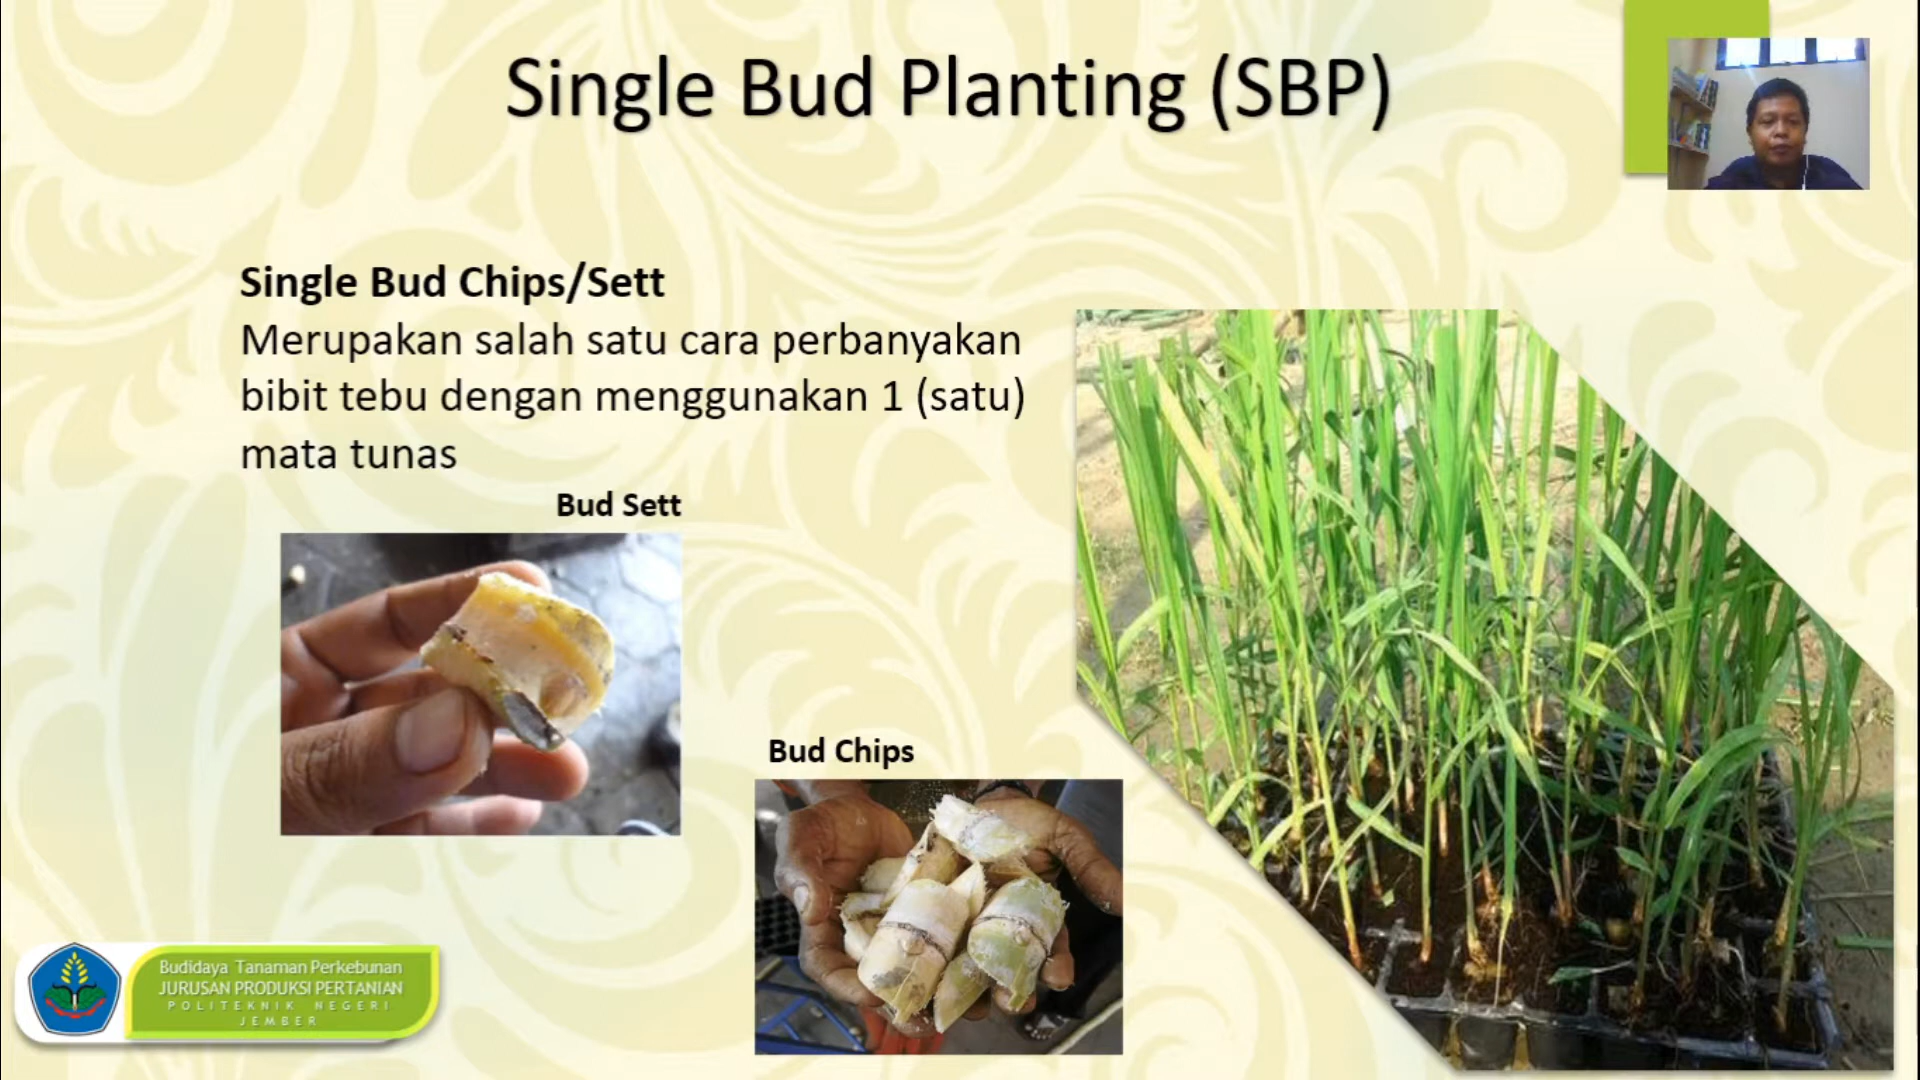 Single Bud Planting (SBP)
Single Bud Chips/Sett
Merupakan salah satu cara perbanyakan
bibit tebu dengan menggunakan 1 (satu)
mata tunas
Bud Sett
Bud Chips
Budidaya Tanaman Perkebunan
JURUSAN PRODUKSI PERTANIAN
POLITEKNIK NEGERI
JEMBER